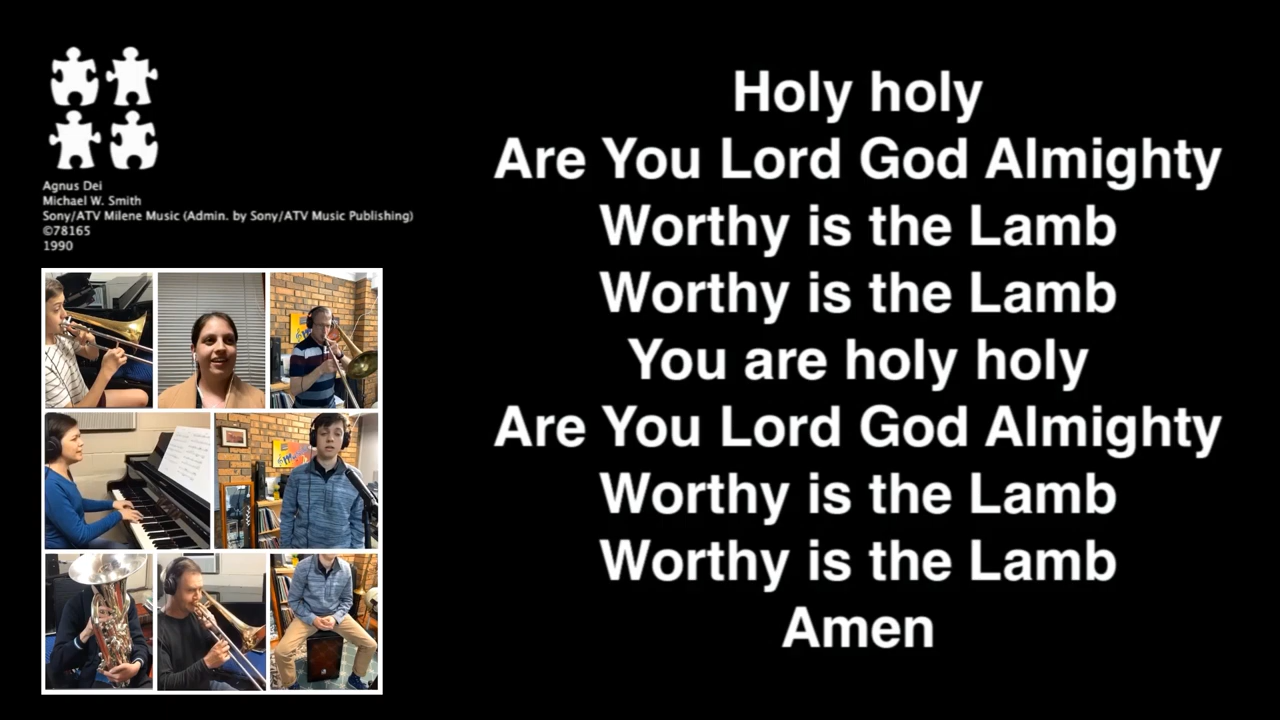 Agnus Dei
Michael W. Smith
Sony/ATV Milene Music (Admin. by Sony/ATV Music Publishing)
©78165
1990
Holy holy
Are You Lord God Almighty
Worthy is the Lamb
Worthy is the Lamb
You are holy holy
Are You Lord God Almighty
Worthy is the Lamb
Worthy is the Lamb
Amen